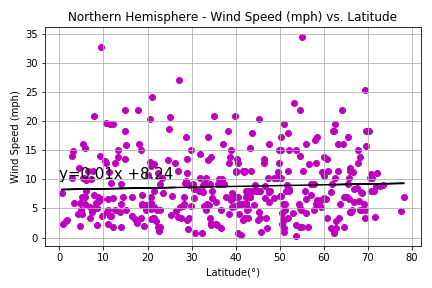 Northern Hemisphere - Wind Speed (mph) vs. Latitude
Wind Speed (mph)
35
30
25
20
15
10
5
0
y=0.01x +8.24
0 10 20 30 40 50 60 70 80
Latitude(°)